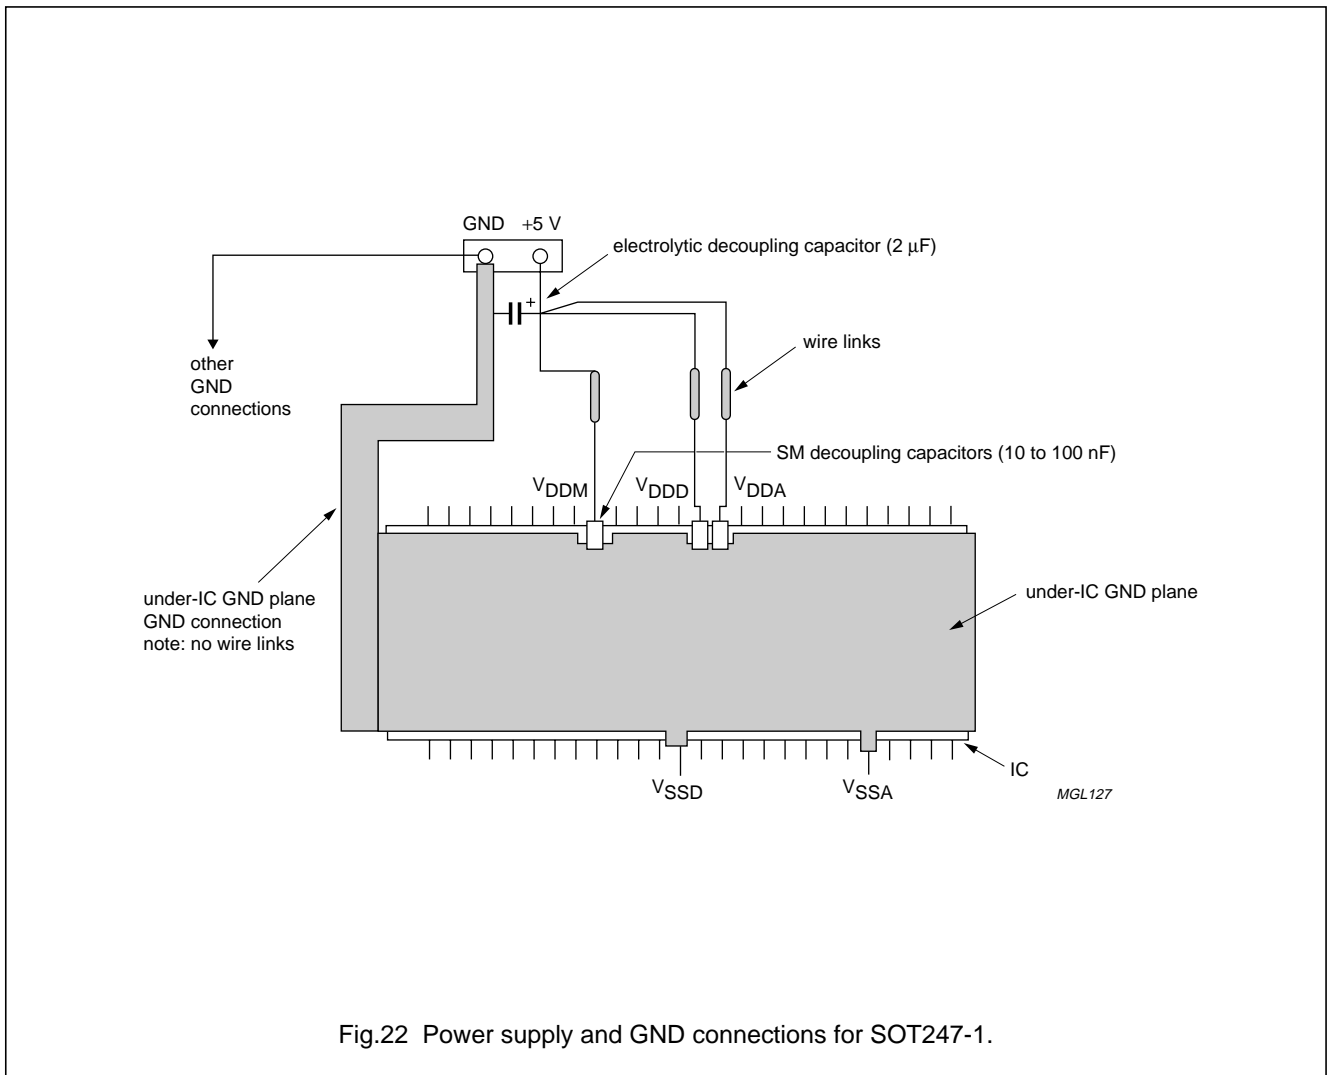 GND +5 V
electrolytic decoupling capacitor (2 μF)
wire links
other
GND
connections
SM decoupling capacitors (10 to 100 nF)
VDDM VDDD VDDA
under-IC GND plane
GND connection
note: no wire links
under-IC GND plane
IC
VSSD VSSA
MGL127
Fig.22 Power supply and GND connections for SOT247-1.